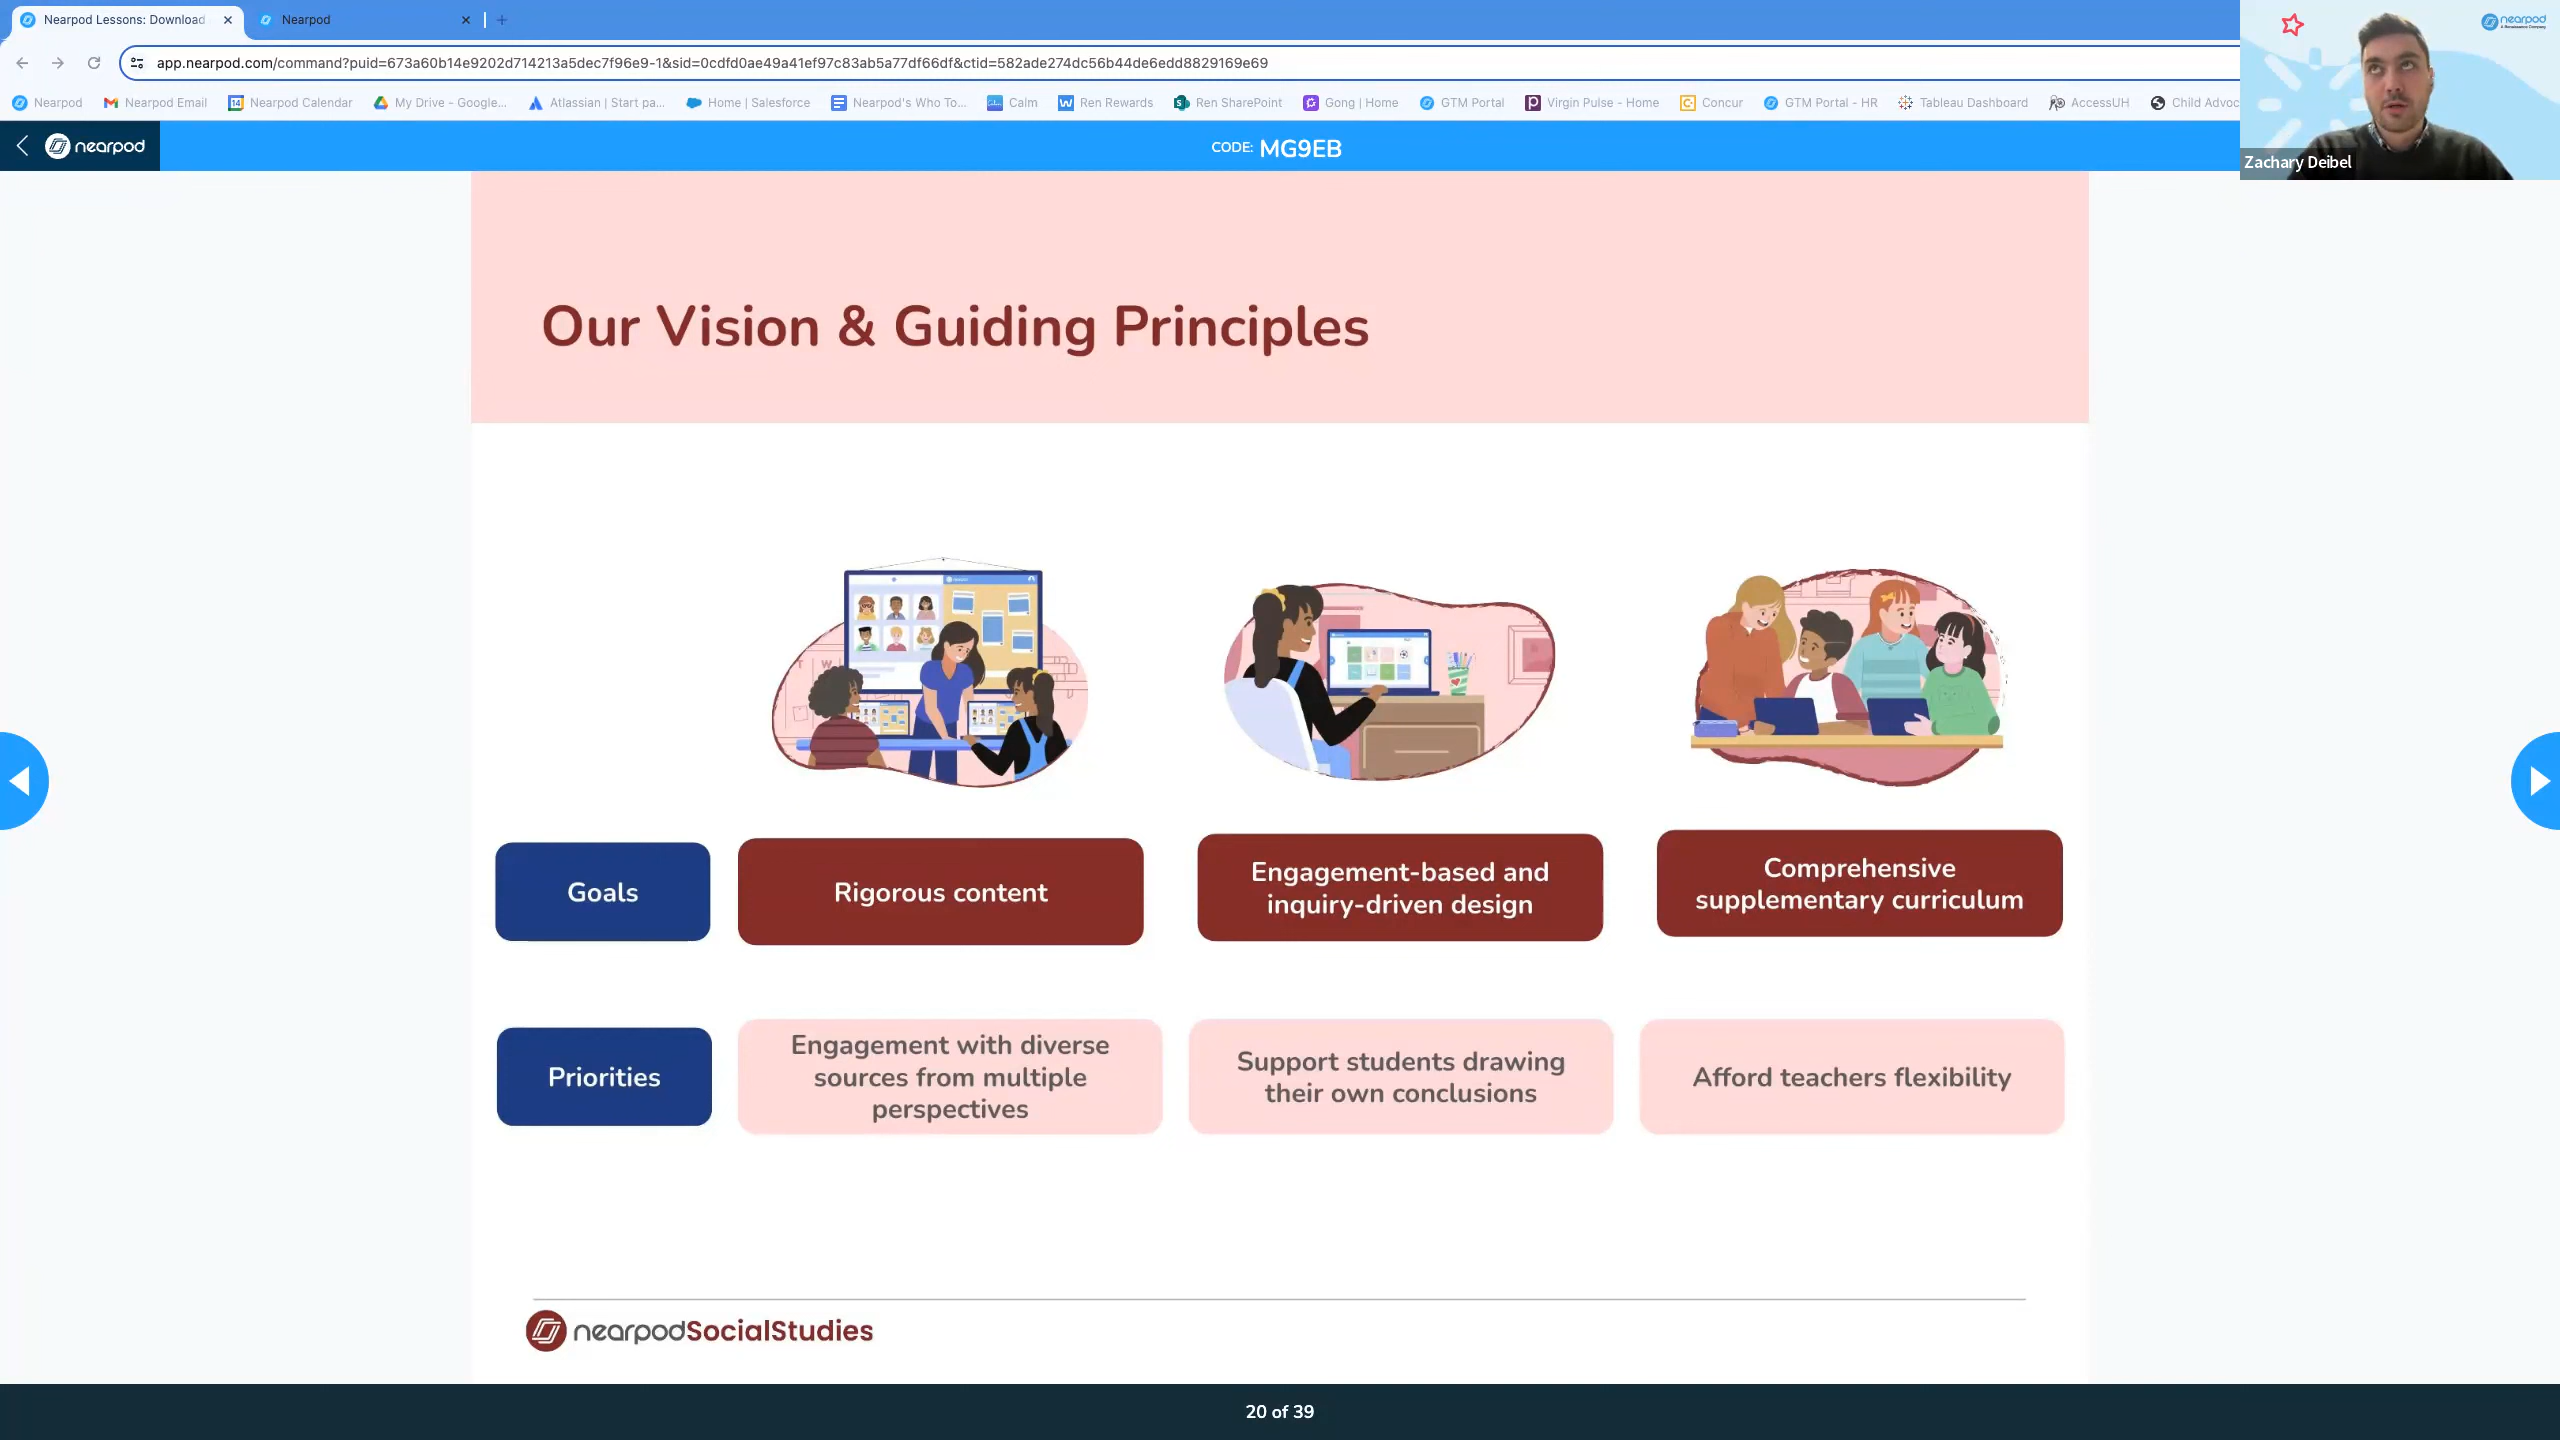 Nearpod Lessons: Download
Nearpod
app.nearpod.com/command?puid=673a60b14e9202d714213a5dec7f96e9-1&sid=0cdfd0ae49a41ef97c83ab5a77df66df&ctid=582ade274dc56b44de6edd8829169e69
Nearpod
Nearpod Email
14
Nearpod Calendar
My Drive - Google...
Atlassian | Start pa...
Home | Salesforce
Nearpod's Who To...
Calm
Ren Rewards
Ren SharePoint
Gong | Home
GTM Portal
Virgin Pulse - Home
Concur
GTM Portal - HR
Tableau Dashboard
AccessUH
Child Advoc
nearpod
Zachary Deibel
nearpod
CODE: MG9EB
Our Vision & Guiding Principles
T W
Goals
Rigorous content
Engagement-based and
inquiry-driven design
Comprehensive
supplementary curriculum
Priorities
Engagement with diverse
sources from multiple
perspectives
Support students drawing
their own conclusions
Afford teachers flexibility
nearpodSocialStudies
20 of 39